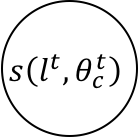 s(l^t, θ_c^t)